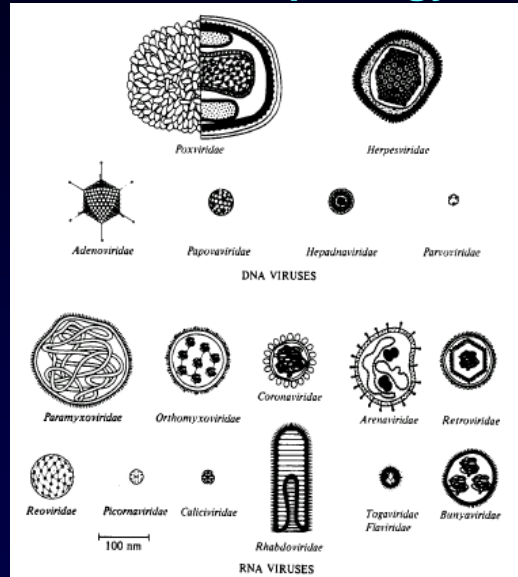 Poxviridae
Herpesviridae
Adenoviridae
Papovaviridae
Hepadnaviridae
Parvoviridae
DNA VIRUSES
Paramyxoviridae
Orthomyxoviridae
Coronaviridae
Arenaviridae
Retroviridae
Reoviridae
Picornaviridae
Caliciviridae
Rhabdoviridae
Togaviridae
Flaviridae
Bunyaviridae
100 nm
RNA VIRUSES